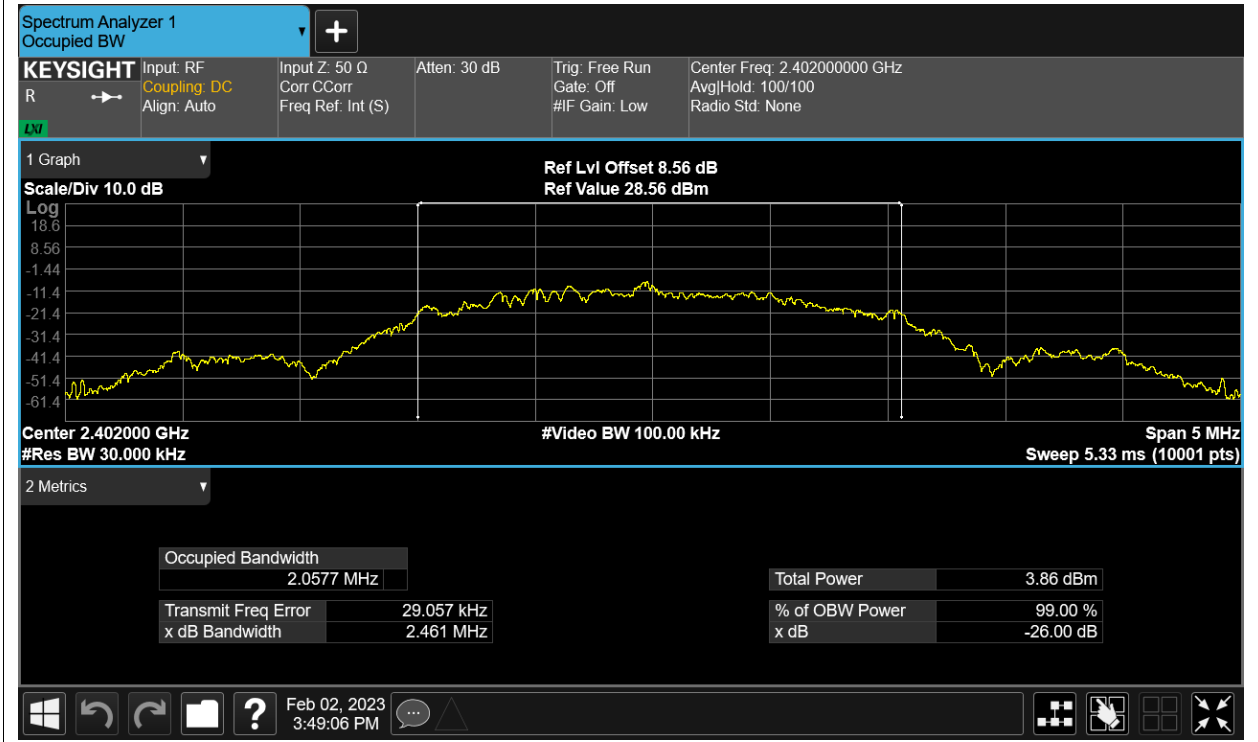 Spectrum Analyzer 1
Occupied BW
KEYSIGHT
R
LXI
Input: RF
Coupling: DC
Align: Auto
Input Z: 50 Ω
Corr CCorr
Freq Ref: Int (S)
Atten: 30 dB
Trig: Free Run
Gate: Off
#IF Gain: Low
Center Freq: 2.402000000 GHz
Avg|Hold: 100/100
Radio Std: None
1 Graph
Scale/Div 10.0 dB
Ref Lvl Offset 8.56 dB
Ref Value 28.56 dBm
Log
18.6
8.56
-1.44
-11.4
-21.4
-31.4
-41.4
-51.4
-61.4
Center 2.402000 GHz
#Video BW 100.00 kHz
Span 5 MHz
#Res BW 30.000 kHz
Sweep 5.33 ms (10001 pts)
2 Metrics
Occupied Bandwidth
2.0577 MHz
Total Power 3.86 dBm
Transmit Freq Error 29.057 kHz
% of OBW Power 99.00 %
x dB Bandwidth 2.461 MHz
x dB -26.00 dB
?
Feb 02, 2023
3:49:06 PM